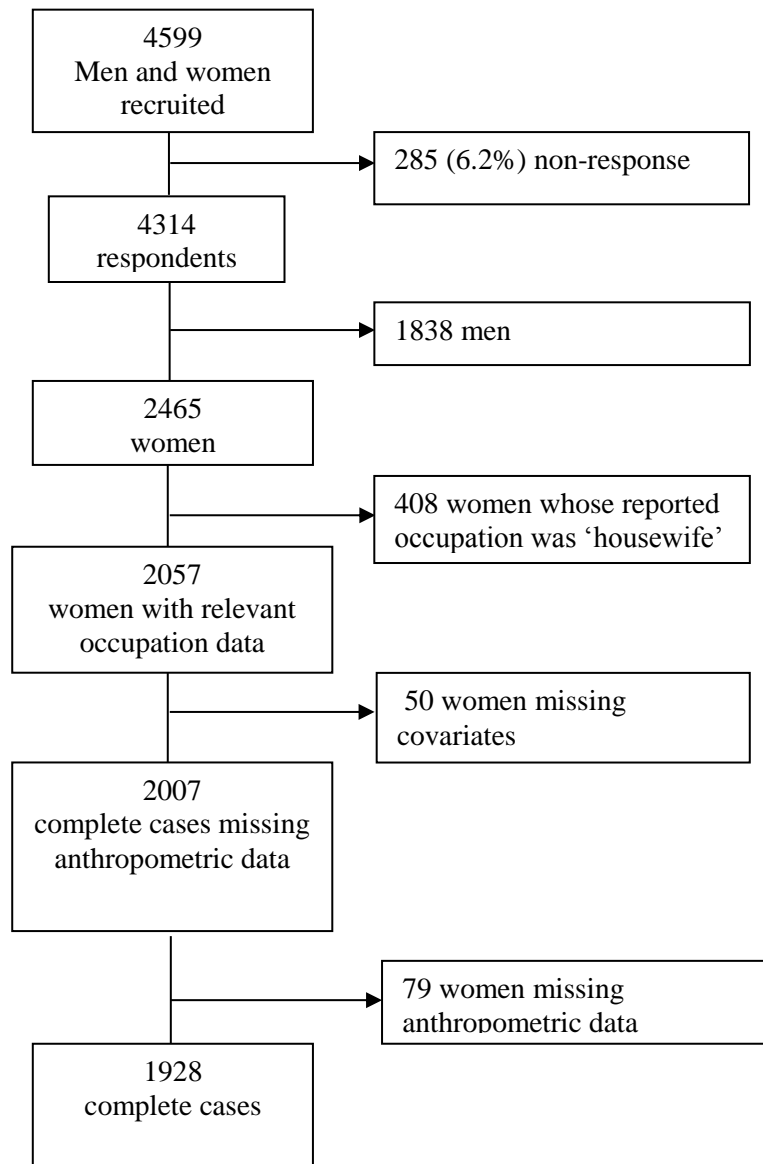 4599
Men and women
recruited
285 (6.2%) non-response
4314
respondents
1838 men
2465
women
408 women whose reported
occupation was ‘housewife’
2057
women with relevant
occupation data
50 women missing
covariates
2007
complete cases missing
anthropometric data
79 women missing
anthropometric data
1928
complete cases